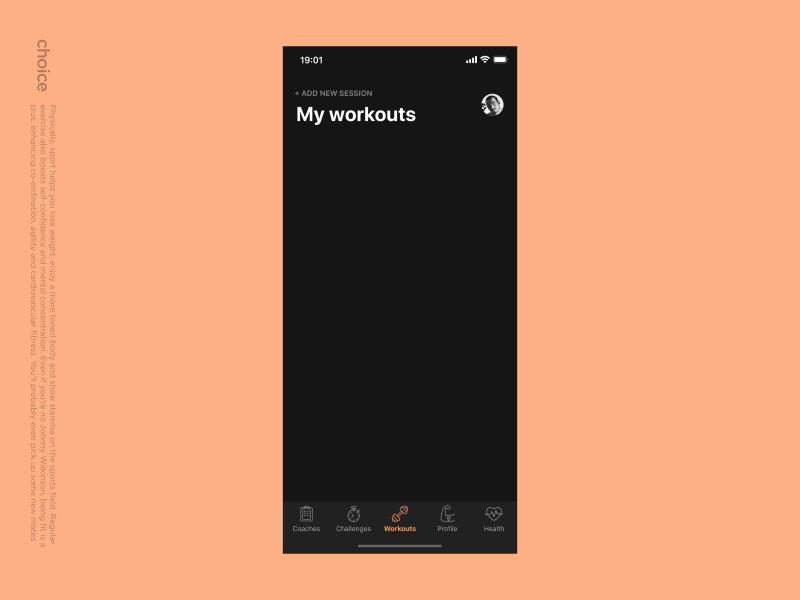 choice
Physically, sport helps you lose weight, enjoy a more toned body and show stamina on the sports field. Regular
exercise also boosts self-confidence and mental concentration. Even if you're no Johnny Wilkinson, being fit is a
plus; enhancing co-ordination, agility and cardiovascular fitness. You'll probably even pick up some new mates
19:01
+ ADD NEW SESSION
My workouts
Coaches
Challenges
Workouts
Profile
Health